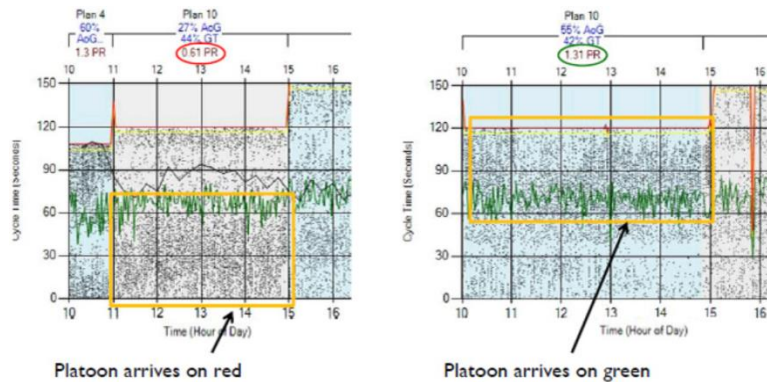 Plan 4
60%
AoG...
1.3 PR
Plan 10
27% AoG
44% GT
0.61 PR
10 11 12 13 14 15
150
120
90
60
30
0
Cycle Time (Seconds)
10 11 12 13 14 15 16
Time (Hour of Day)
Platoon arrives on red
Plan 10
55% AoG
42% GT
1.31 PR
10 11 12 13 14 15
150
120
90
60
30
0
Cycle Time (Seconds)
10 11 12 13 14 15 16
Time (Hour of Day)
Platoon arrives on green